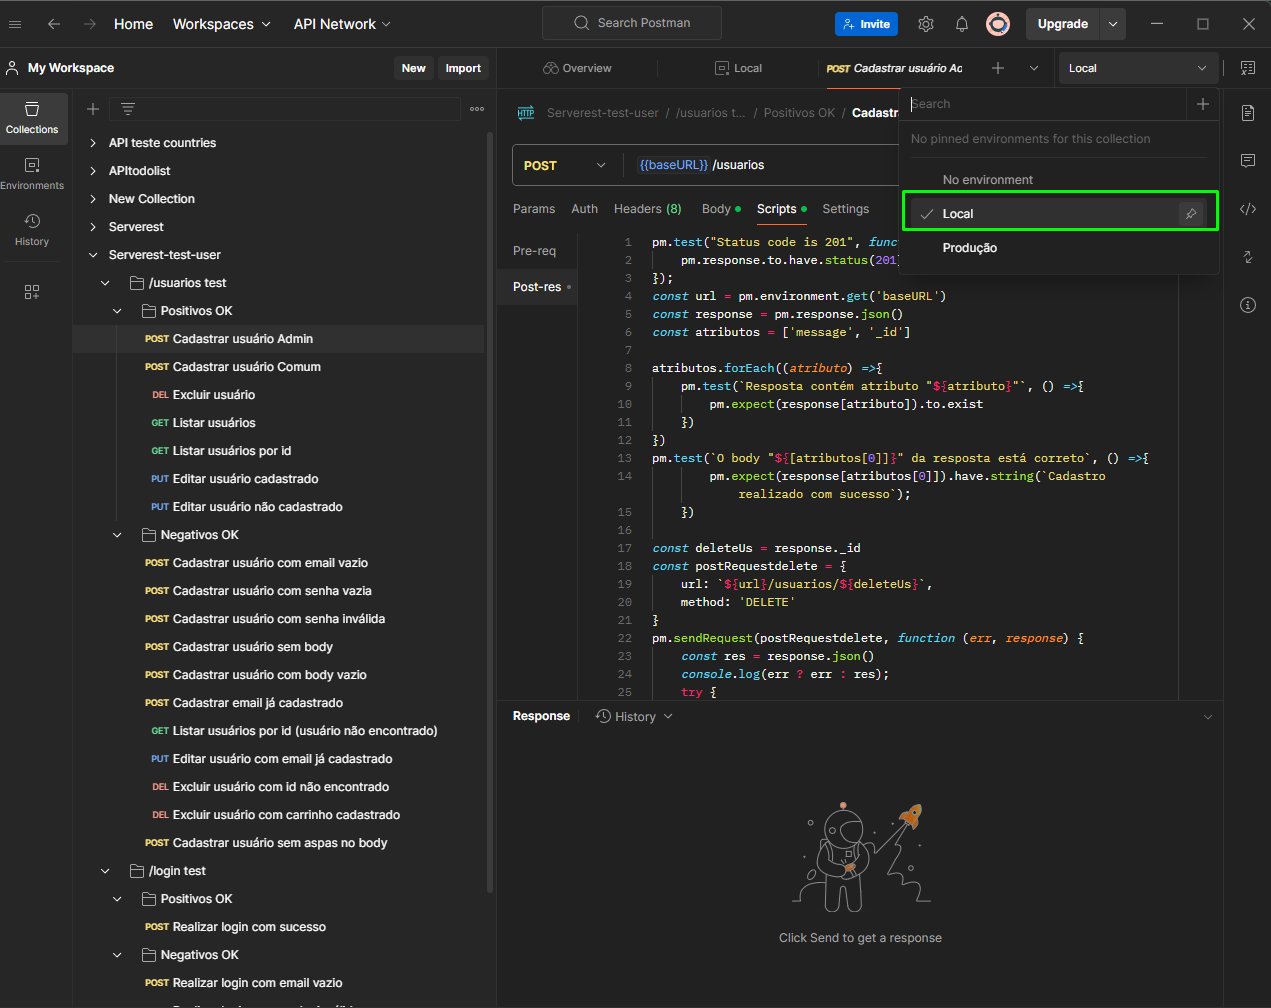 Home
Workspaces
API Network
Search Postman
Invite
Upgrade
My Workspace
New
Import
Overview
Local
POST Cadastrar usuário Ad
Local
Collections
Environments
History
API teste countries
APItodolist
New Collection
Serverest
Serverest-test-user
/usuarios test
Positivos OK
POST Cadastrar usuário Admin
POST Cadastrar usuário Comum
DEL Excluir usuário
GET Listar usuários
GET Listar usuários por id
PUT Editar usuário cadastrado
PUT Editar usuário não cadastrado
Negativos OK
POST Cadastrar usuário com email vazio
POST Cadastrar usuário com senha vazia
POST Cadastrar usuário com senha inválida
POST Cadastrar usuário sem body
POST Cadastrar usuário com body vazio
POST Cadastrar email já cadastrado
GET Listar usuários por id (usuário não encontrado)
PUT Editar usuário com email já cadastrado
DEL Excluir usuário com id não encontrado
DEL Excluir usuário com carrinho cadastrado
POST Cadastrar usuário sem aspas no body
/login test
Positivos OK
POST Realizar login com sucesso
Negativos OK
POST Realizar login com email vazio
HTTP Serverest-test-user / /usuarios t... / Positivos OK / Cadastra
POST
{{baseURL}} /usuarios
Params Auth Headers (8) Body Scripts Settings
Pre-req
Post-res
1 pm.test("Status code is 201", func
2 pm.response.to.have.status(201)
3 });
4 const url = pm.environment.get('baseURL')
5 const response = pm.response.json()
6 const atributos = ['message', '_id']
7
8 atributos.forEach((atributo) =>{
9 pm.test(`Resposta contém atributo "${atributo}"`, () =>{
10 pm.expect(response[atributo]).to.exist
11 })
12 })
13 pm.test(`O body "${[atributos[0]]}" da resposta está correto`, () =>{
14 pm.expect(response[atributos[0]]).have.string(`Cadastro
realizado com sucesso`);
15 })
16
17 const deleteUs = response._id
18 const postRequestdelete = {
19 url: `${url}/usuarios/${deleteUs}`,
20 method: 'DELETE'
21 }
22 pm.sendRequest(postRequestdelete, function (err, response) {
23 const res = response.json()
24 console.log(err ? err : res);
25 try {
Search
No pinned environments for this collection
No environment
Local
Produção
Response
History
Click Send to get a response